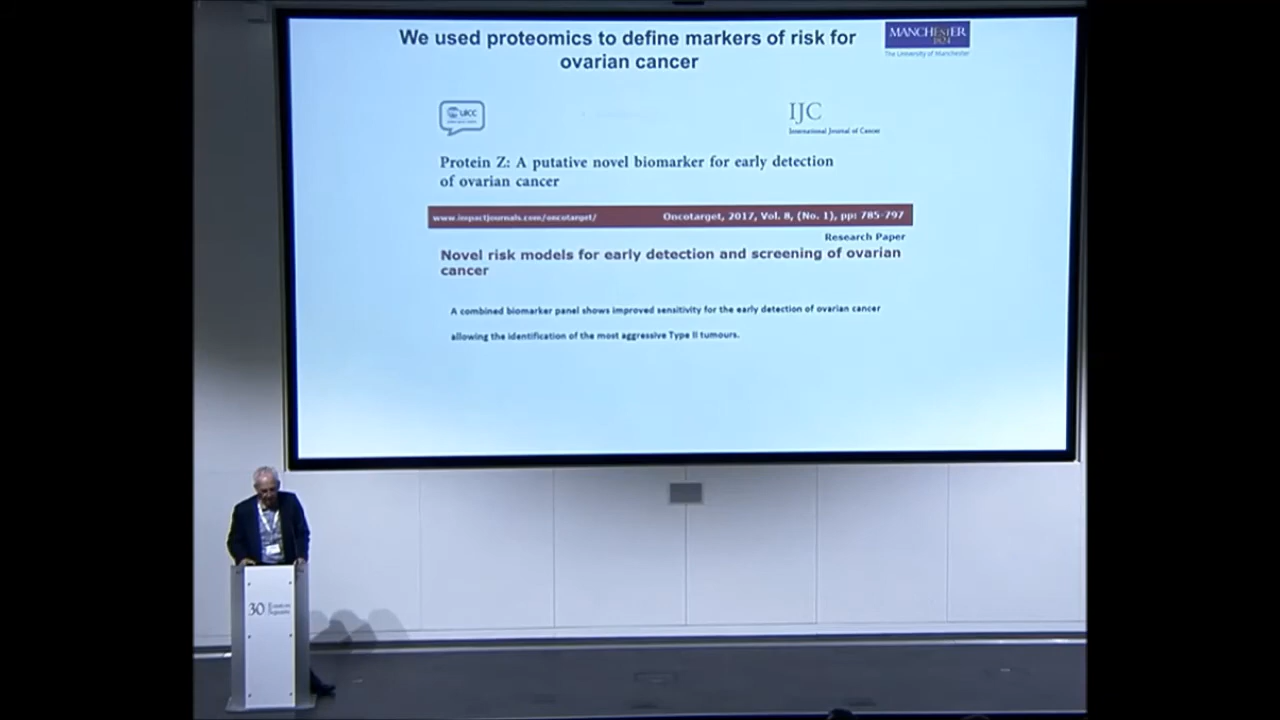 We used proteomics to define markers of risk for
ovarian cancer
MANCHESTER
1824
The University of Manchester
UICC
IJC
International Journal of Cancer
Protein Z: A putative novel biomarker for early detection
of ovarian cancer
www.impactjournals.com/oncotarget/ Oncotarget, 2017, Vol. 8, (No. 1), pp: 785-797
Research Paper
Novel risk models for early detection and screening of ovarian
cancer
A combined biomarker panel shows improved sensitivity for the early detection of ovarian cancer
allowing the identification of the most aggressive Type II tumours.
30